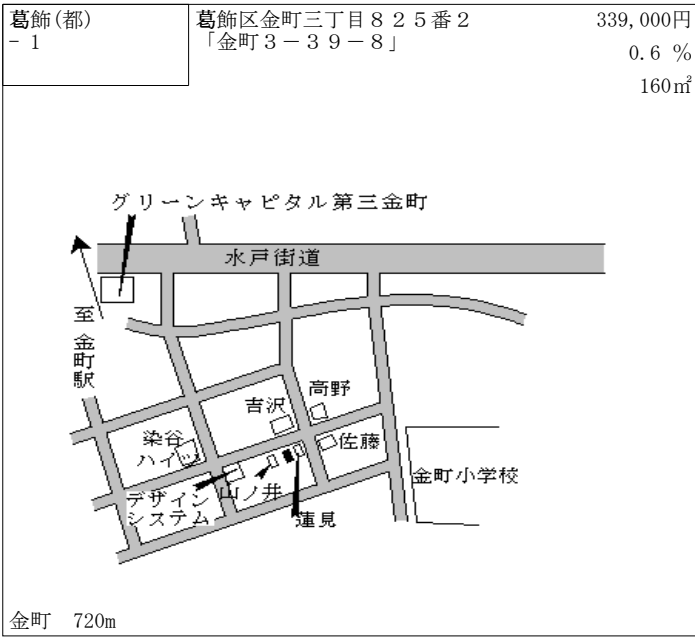 葛飾(都)
－１
葛飾区金町三丁目８２５番２
「金町３－３９－８」
339,000円
0.6 %
160㎡
グリーンキャピタル第三金町
水戸街道
至金町駅
高野
吉沢
染谷
ハイツ
佐藤
金町小学校
デザイン
システム
山ノ井
蓮見
金町　720m